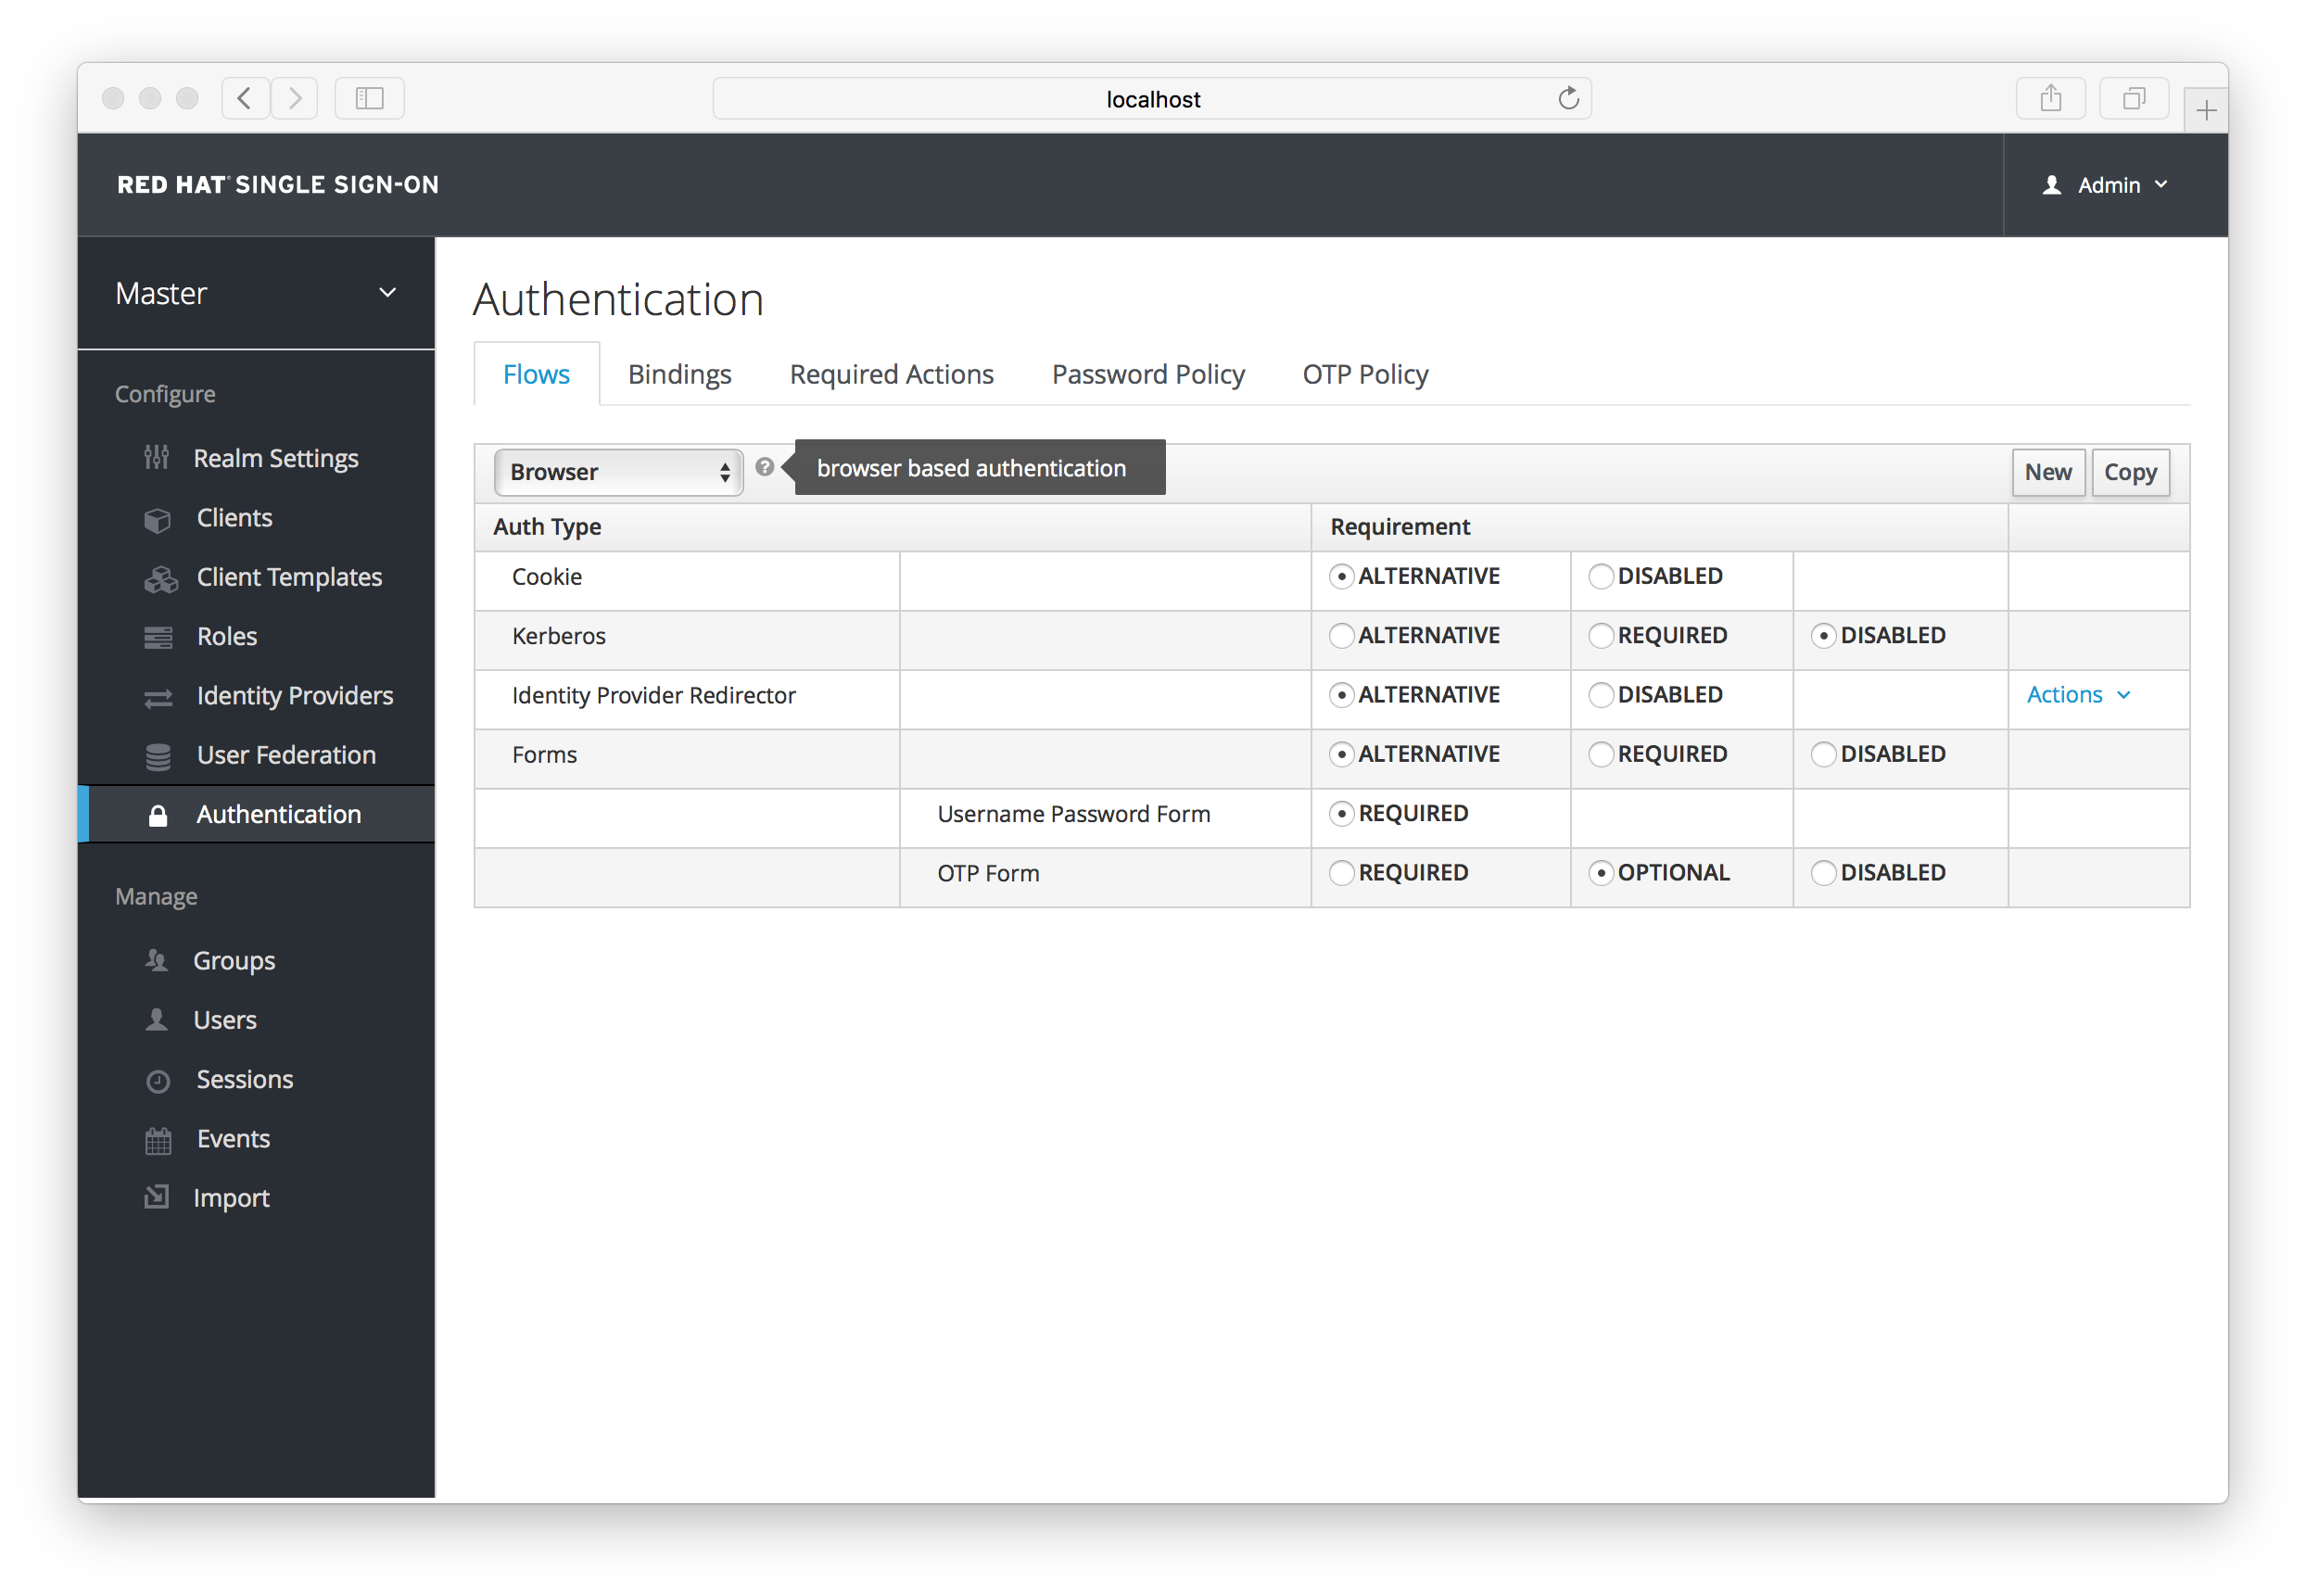 localhost
RED HAT® SINGLE SIGN-ON
Admin
Master
Configure
Realm Settings
Clients
Client Templates
Roles
Identity Providers
User Federation
Authentication
Manage
Groups
Users
Sessions
Events
Import
Authentication
Flows Bindings Required Actions Password Policy OTP Policy
Browser ? browser based authentication New Copy
Auth Type Requirement
Cookie ALTERNATIVE DISABLED
Kerberos ALTERNATIVE REQUIRED DISABLED
Identity Provider Redirector ALTERNATIVE DISABLED Actions
Forms ALTERNATIVE REQUIRED DISABLED
Username Password Form REQUIRED
OTP Form REQUIRED OPTIONAL DISABLED